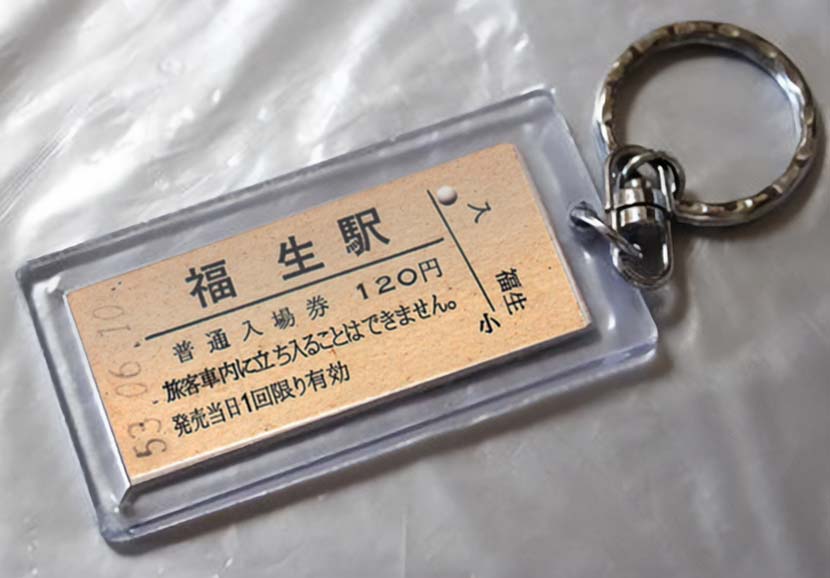 福生駅
普通入場券 120円
旅客車内に立ち入ることはできません。
発売当日1回限り有効
53.06.10
入
福生
小